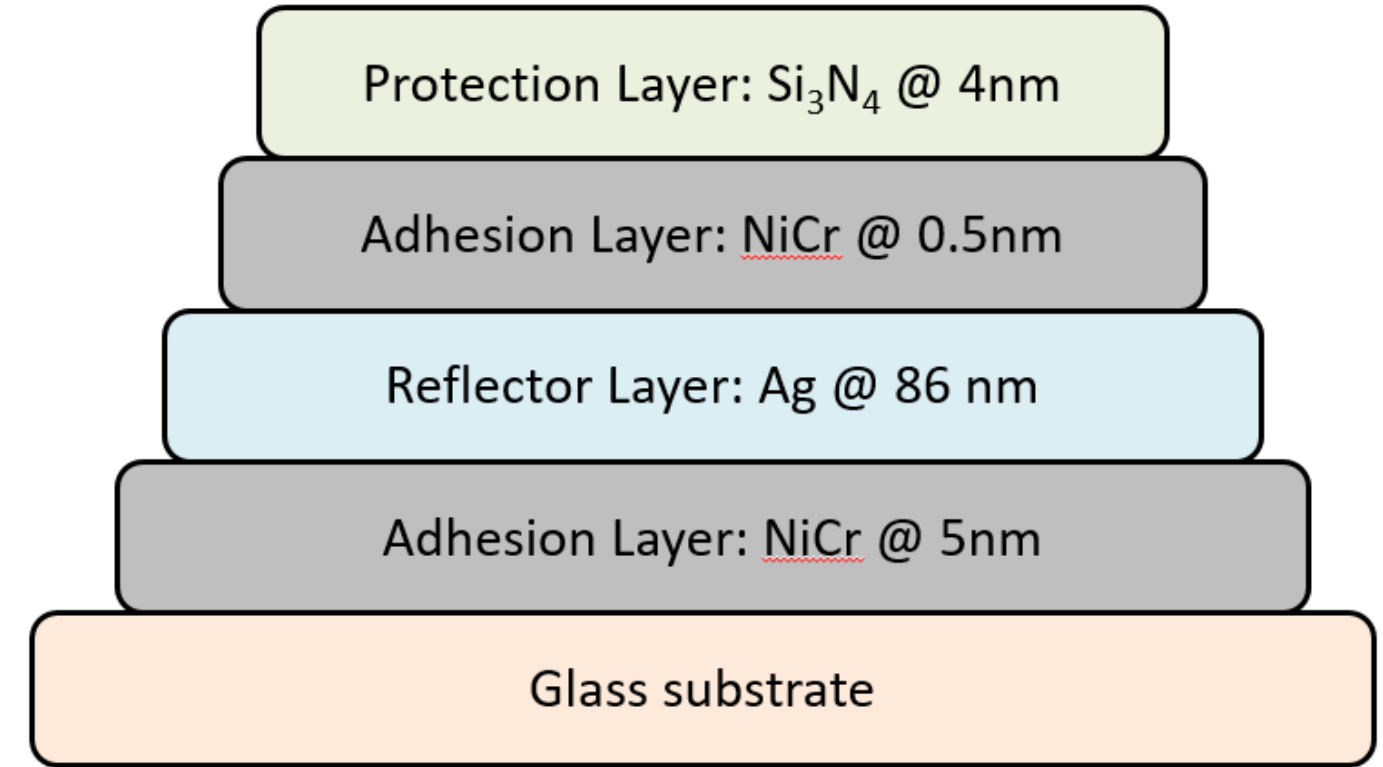 Protection Layer: Si₃N₄ @ 4nm
Adhesion Layer: NiCr @ 0.5nm
Reflector Layer: Ag @ 86 nm
Adhesion Layer: NiCr @ 5nm
Glass substrate